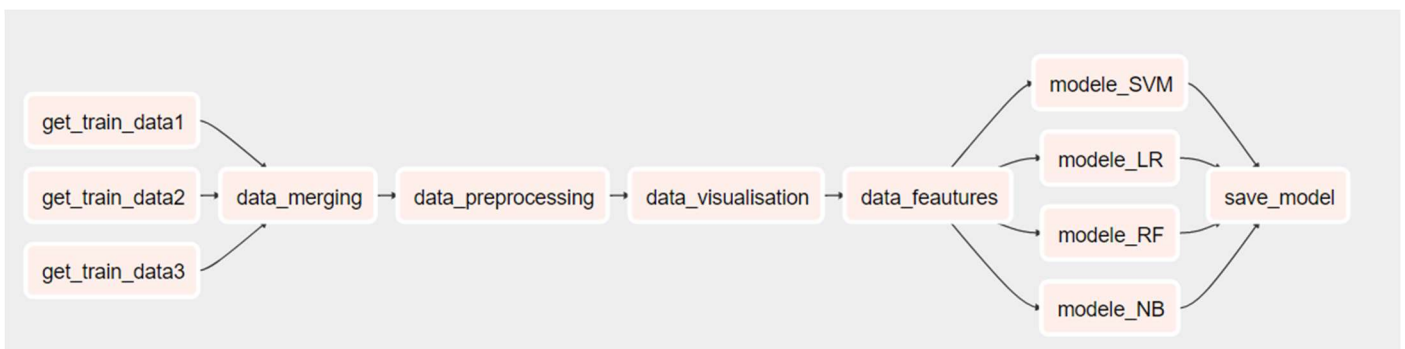 get_train_data1
get_train_data2
get_train_data3
data_merging
data_preprocessing
data_visualisation
data_feautures
modele_SVM
modele_LR
modele_RF
modele_NB
save_model